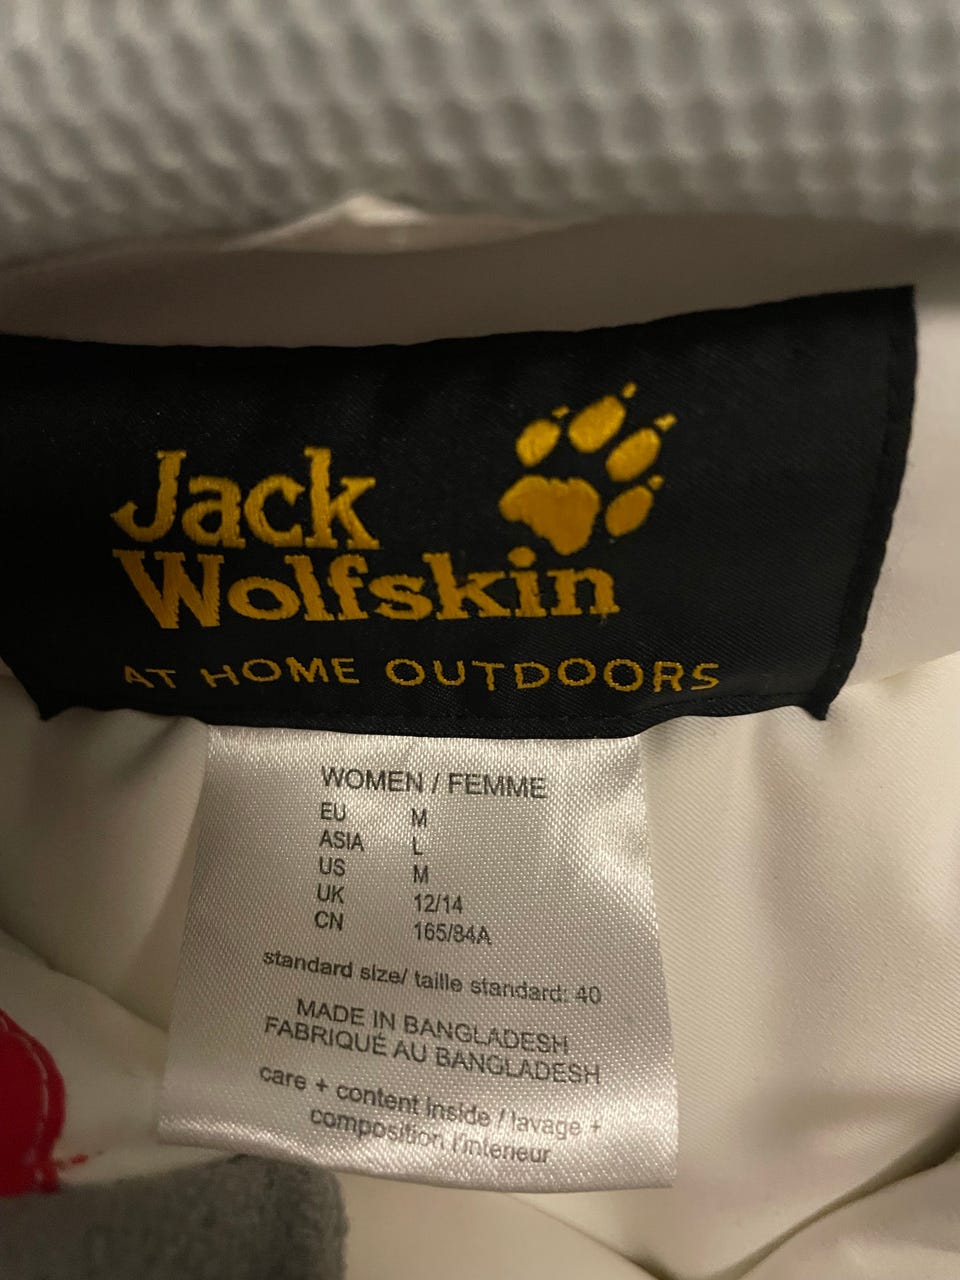 Jack
Wolfskin
AT HOME OUTDOORS
WOMEN / FEMME
EU M
ASIA L
US M
UK 12/14
CN 165/84A
standard size/ taille standard: 40
MADE IN BANGLADESH
FABRIQUÉ AU BANGLADESH
care + content inside / lavage +
composition l'interieur